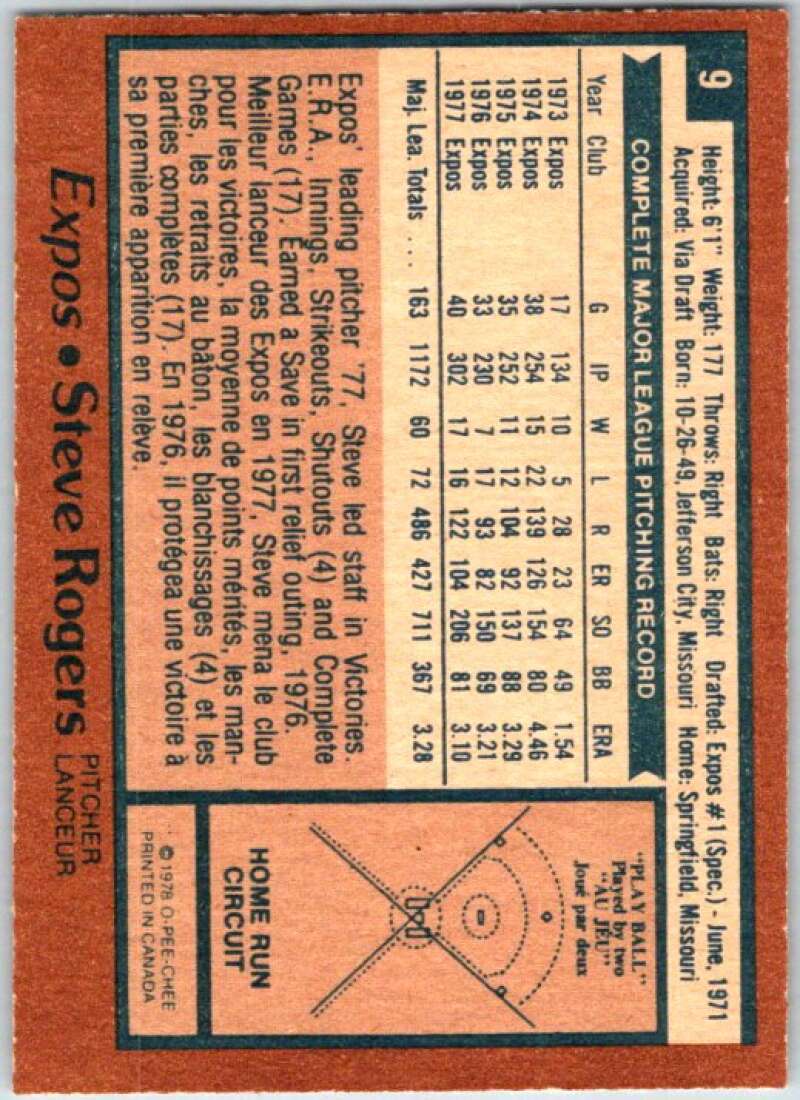 9
Height: 6'1" Weight: 177 Throws: Right Bats: Right Drafted: Expos #1 (Spec.) - June, 1971
Acquired: Via Draft Born: 10-26-49, Jefferson City, Missouri Home: Springfield, Missouri
COMPLETE MAJOR LEAGUE PITCHING RECORD
Year Club G IP W L R ER SO BB ERA
1973 Expos 17 134 10 5 28 23 64 49 1.54
1974 Expos 38 254 15 22 139 126 154 80 4.46
1975 Expos 35 252 11 12 104 92 137 88 3.29
1976 Expos 33 230 7 17 93 82 150 69 3.21
1977 Expos 40 302 17 16 122 104 206 81 3.10
Maj. Lea. Totals .... 163 1172 60 72 486 427 711 367 3.28
Expos' leading pitcher '77, Steve led staff in Victories.
E.R.A., Innings, Strikeouts, Shutouts (4) and Complete
Games (17). Earned a Save in first relief outing, 1976.
Meilleur lanceur des Expos en 1977, Steve mena le club
pour les victoires, la moyenne de points mérités, les man-
ches, les retraits au bâton, les blanchissages (4) et les
parties complètes (17). En 1976, il protégea une victoire à
sa première apparition en relève.
"PLAY BALL"
Played by two
"AU JEU"
Joué par deux
HOME RUN
CIRCUIT
© 1978 O-PEE-CHEE
PRINTED IN CANADA
Expos • Steve Rogers PITCHER
LANCEUR